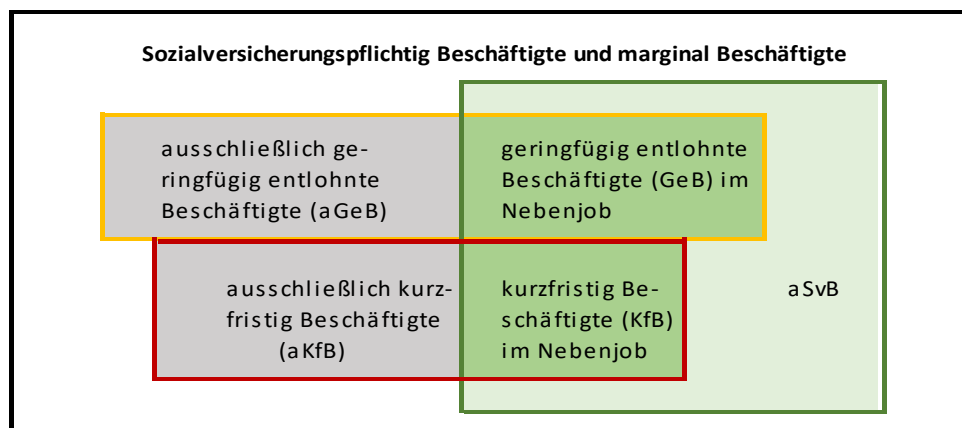 Sozialversicherungspflichtig Beschäftigte und marginal Beschäftigte
ausschließlich ge-
ringfügig entlohnte
Beschäftigte (aGeB)
geringfügig entlohnte
Beschäftigte (GeB) im
Nebenjob
ausschließlich kurz-
fristig Beschäftigte
(aKfB)
kurzfristig Be-
schäftigte (KfB)
im Nebenjob
aSvB